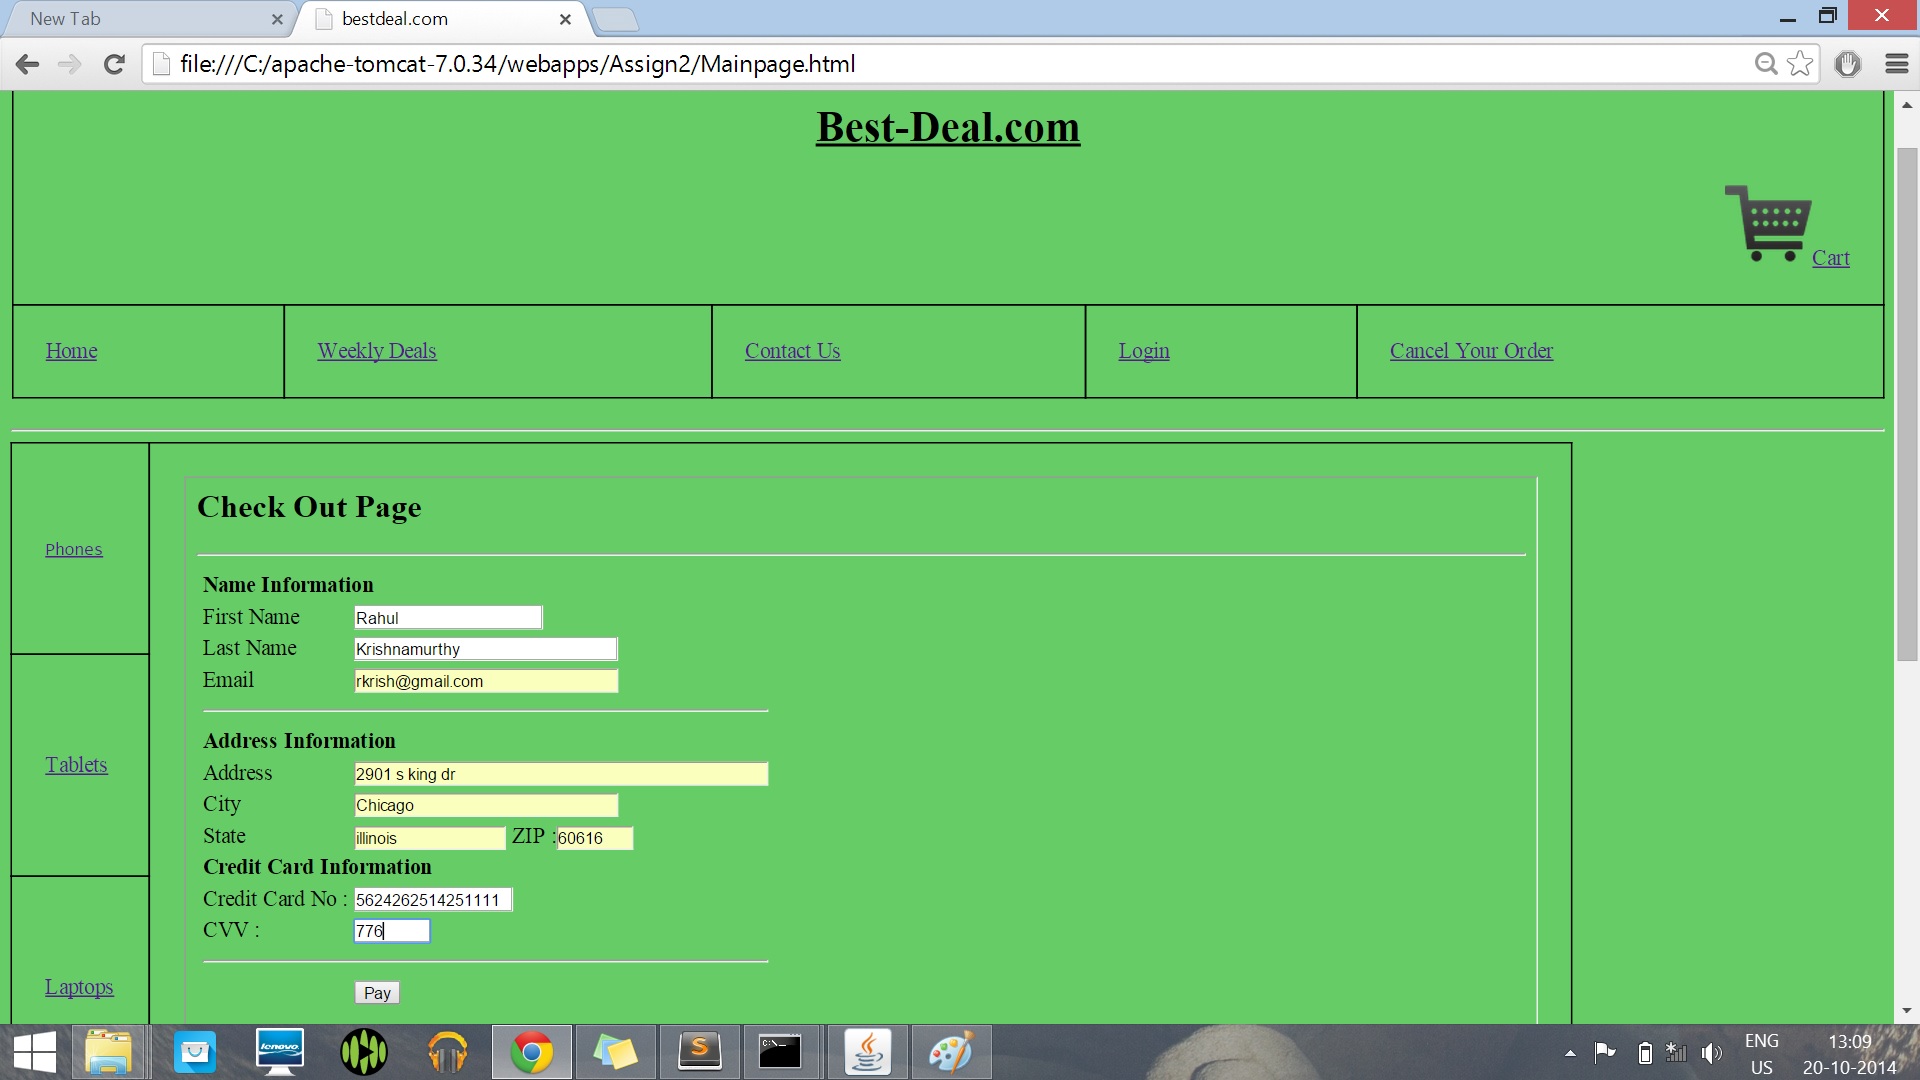 New Tab
bestdeal.com
file:///C:/apache-tomcat-7.0.34/webapps/Assign2/Mainpage.html
Best-Deal.com
Cart
Home Weekly Deals Contact Us Login Cancel Your Order
Check Out Page
Phones
Name Information
First Name Rahul
Last Name Krishnamurthy
Email rkrish@gmail.com
Address Information
Tablets
Address 2901 s king dr
City Chicago
State illinois ZIP :60616
Credit Card Information
Credit Card No : 5624262514251111
CVV : 776
Laptops
Pay
lenovo
S
C:\_
ENG 13:09
US 20-10-2014